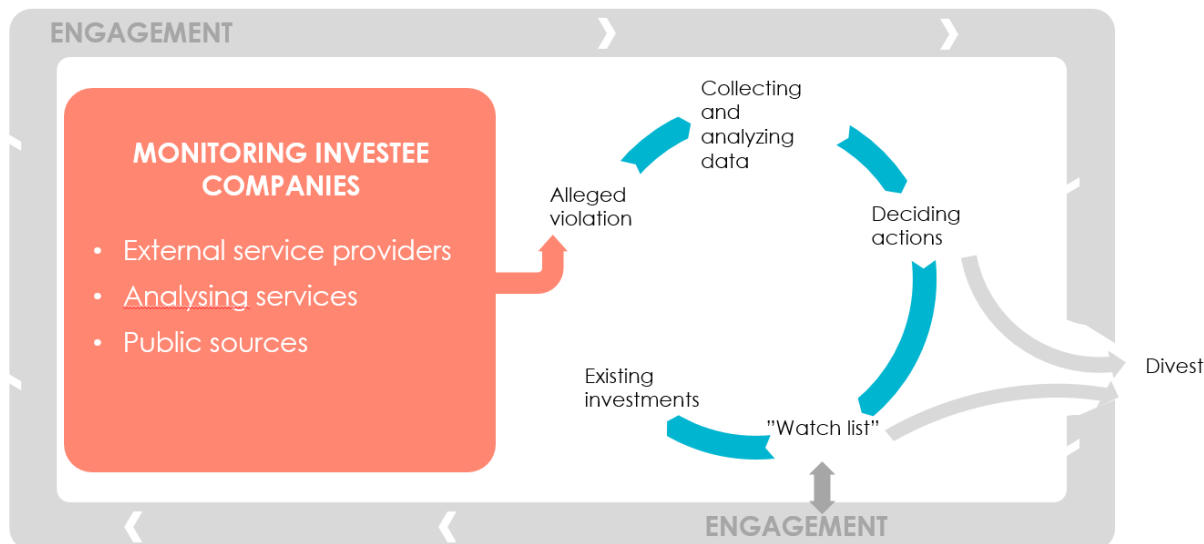 ENGAGEMENT
MONITORING INVESTEE
COMPANIES
• External service providers
• Analysing services
• Public sources
Alleged
violation
Collecting
and
analyzing
data
Deciding
actions
Existing
investments
”Watch list”
Divest
ENGAGEMENT